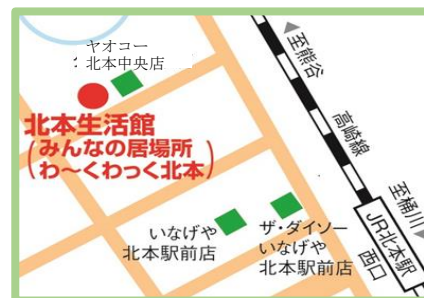 ヤオコー
北本中央店
北本生活館
(みんなの居場所
わ〜くわっく北本)
至熊谷
高崎線
至桶川
JR北本駅
西口
いなげや
北本駅前店
ザ・ダイソー
いなげや
北本駅前店